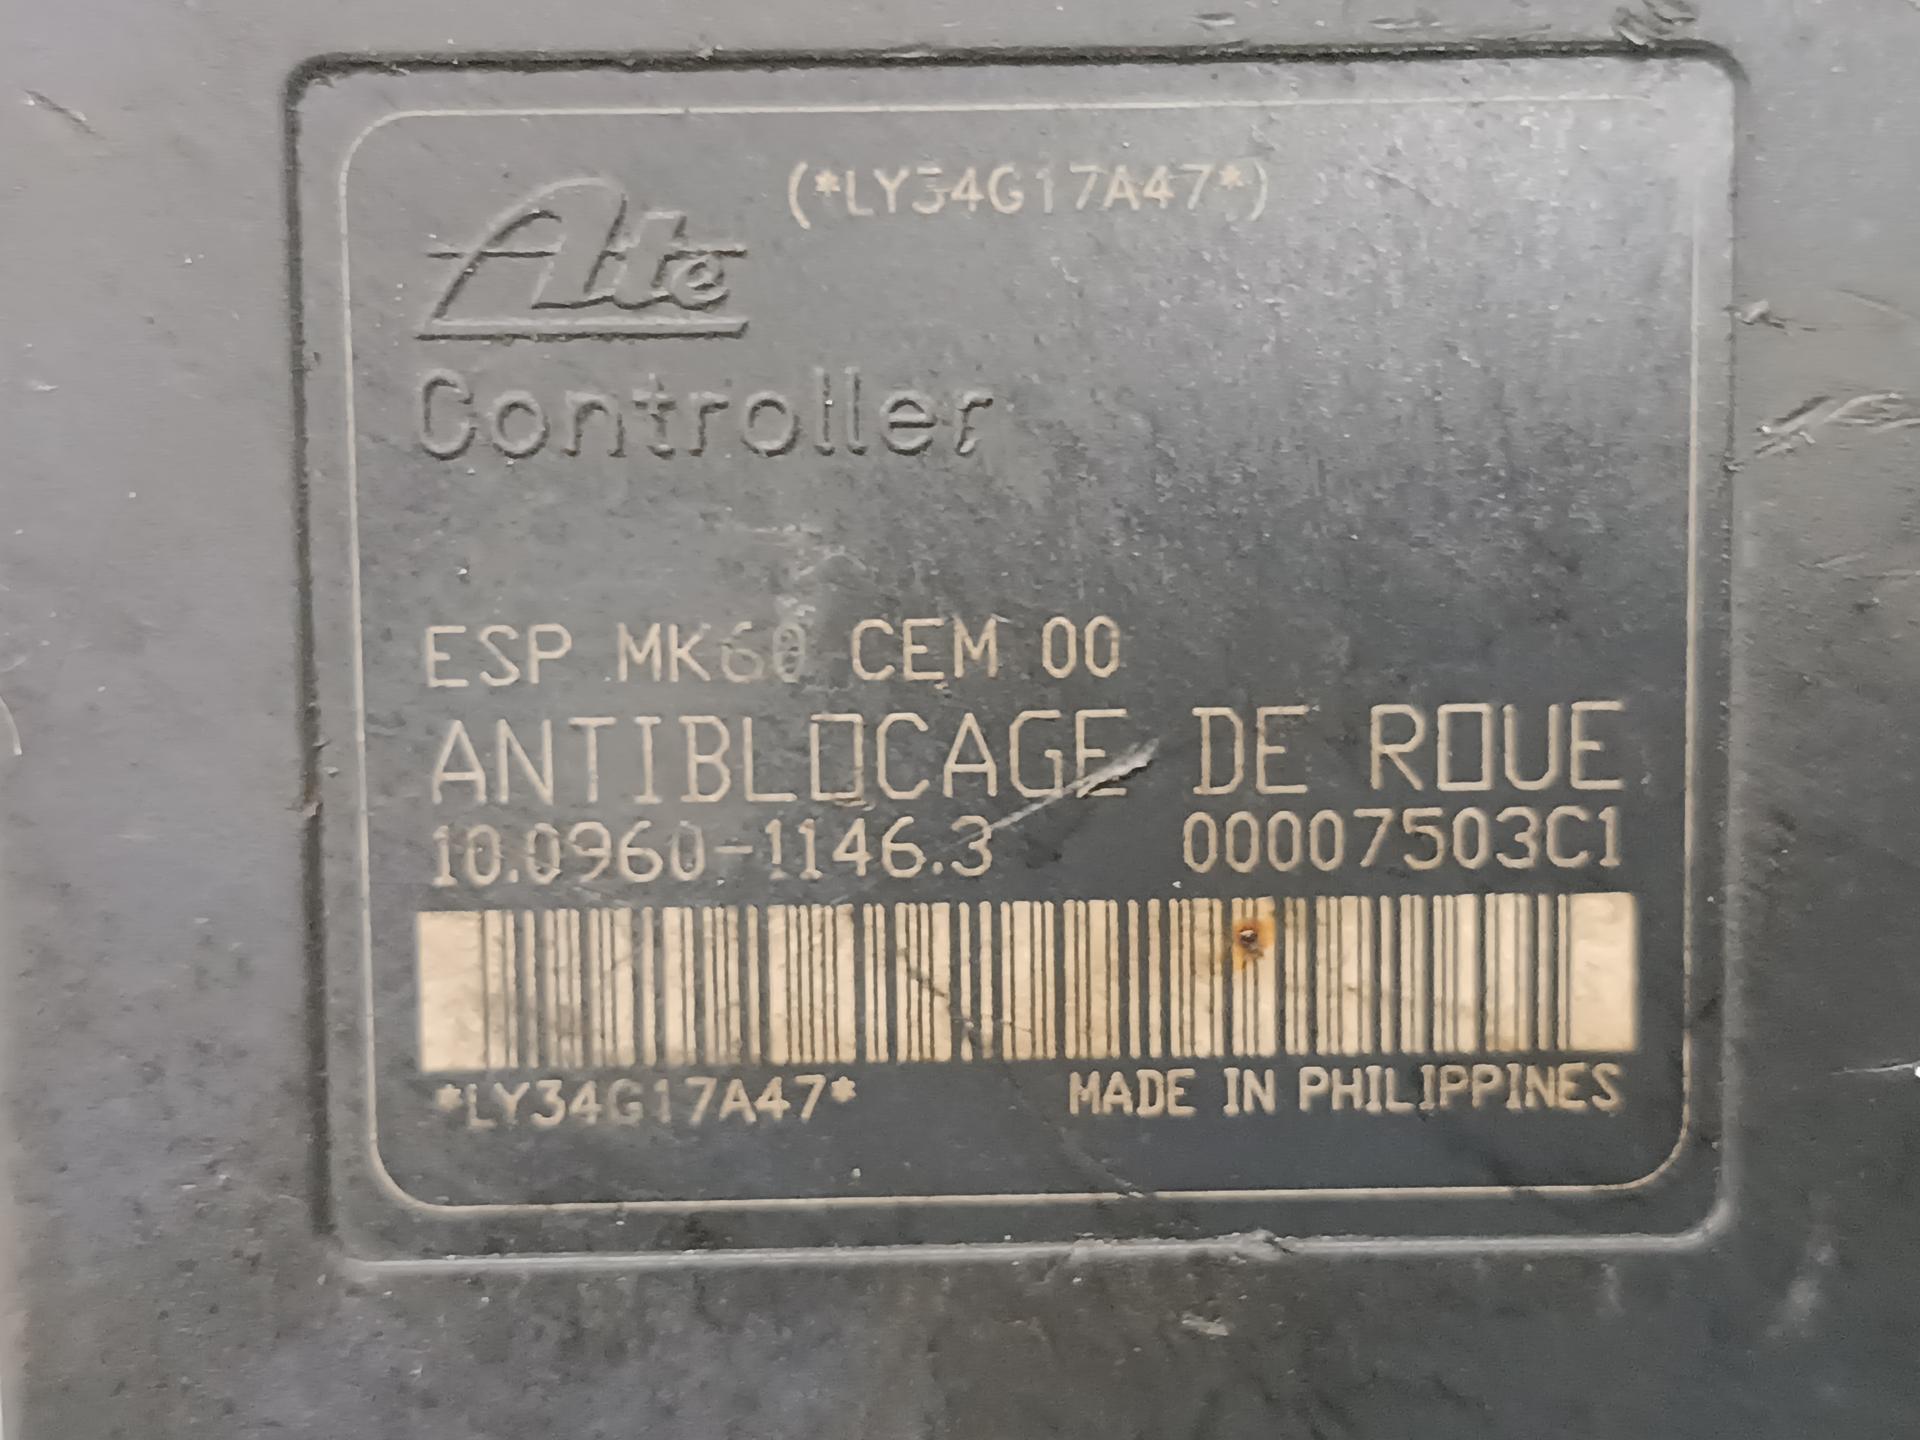 (*LY34G17A47*)
Ate
Controller
ESP MK60 CEM 00
ANTIBLOCAGE DE ROUE
10.0960-1146.3 00007503C1
*LY34G17A47* MADE IN PHILIPPINES